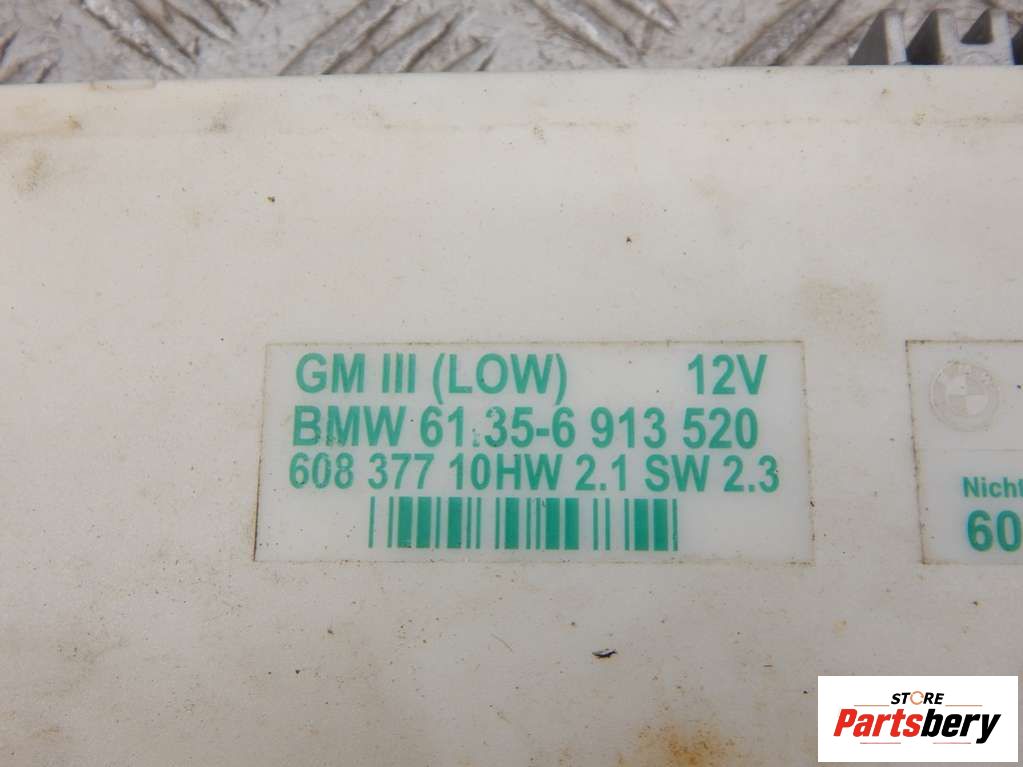 GM III (LOW) 12V
BMW 61.35-6 913 520
608 377 10HW 2.1 SW 2.3
Nicht
60
STORE
Partsbery